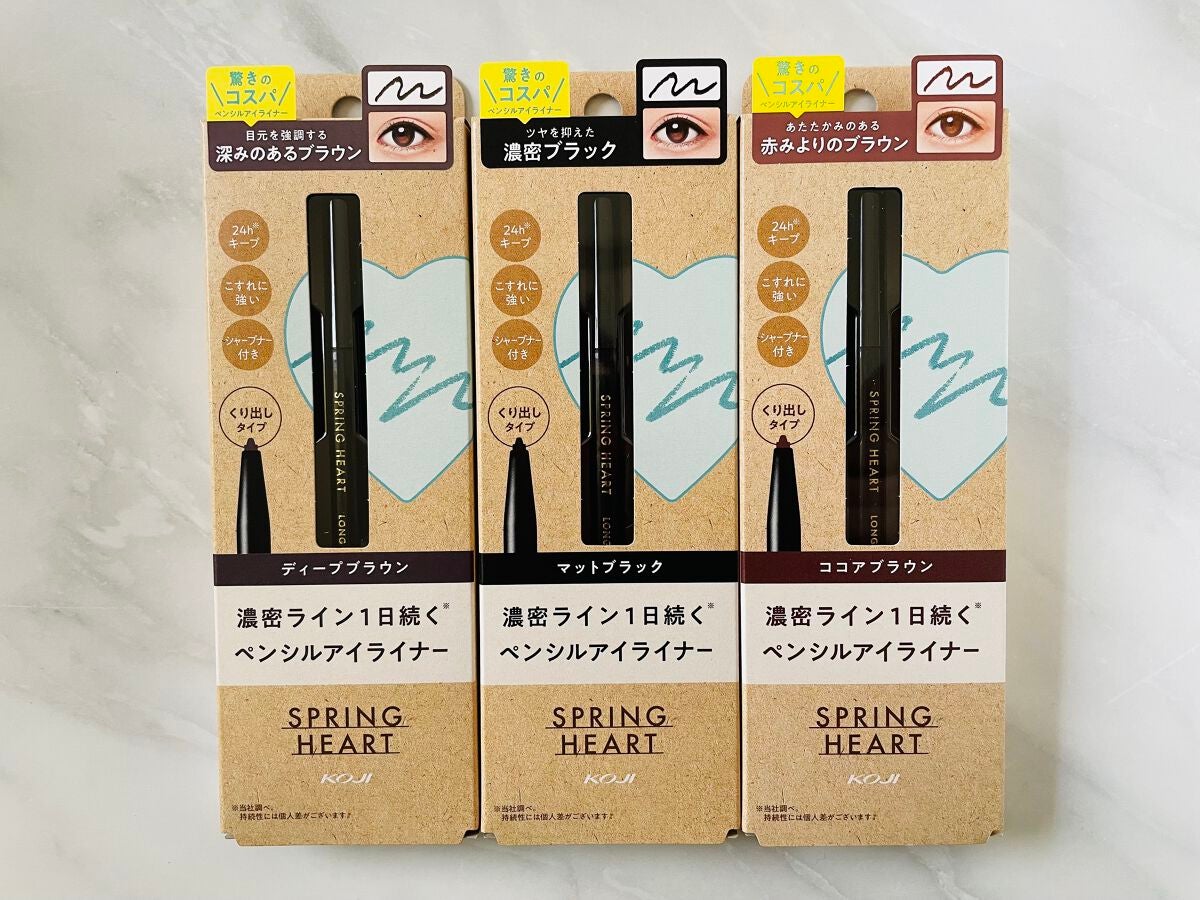 驚きの
コスパ
ペンシルアイライナー
目元を強調する
深みのあるブラウン
24h※
キープ
こすれに
強い
シャープナー
付き
くり出し
タイプ
SPRING HEART LONG
ディープブラウン
濃密ライン1日続く※
ペンシルアイライナー
SPRING
HEART
KOJI
※当社調べ。
持続性には個人差がございます♪
驚きの
コスパ
ペンシルアイライナー
ツヤを抑えた
濃密ブラック
24h※
キープ
こすれに
強い
シャープナー
付き
くり出し
タイプ
SPRING HEART LONG
マットブラック
濃密ライン1日続く※
ペンシルアイライナー
SPRING
HEART
KOJI
※当社調べ。
持続性には個人差がございます♪
驚きの
コスパ
ペンシルアイライナー
あたたかみのある
赤みよりのブラウン
24h※
キープ
こすれに
強い
シャープナー
付き
くり出し
タイプ
SPRING HEART LONG
ココアブラウン
濃密ライン1日続く※
ペンシルアイライナー
SPRING
HEART
KOJI
※当社調べ。
持続性には個人差がございます♪